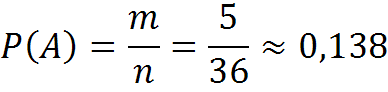 P(A) = m/n = 5/36 ≈ 0,138